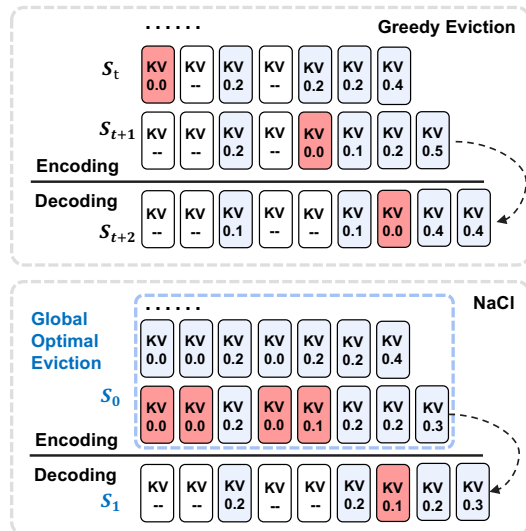 ......
Greedy Eviction
S_t KV 0.0 KV -- KV 0.2 KV -- KV 0.2 KV 0.2 KV 0.4
S_{t+1} KV -- KV -- KV 0.2 KV -- KV 0.0 KV 0.1 KV 0.2 KV 0.5
Encoding
Decoding
S_{t+2} KV -- KV -- KV 0.1 KV -- KV -- KV 0.1 KV 0.0 KV 0.4 KV 0.4
......
NaCl
Global
Optimal
Eviction
KV 0.0 KV 0.0 KV 0.2 KV 0.0 KV 0.2 KV 0.2 KV 0.4
S_0 KV 0.0 KV 0.0 KV 0.2 KV 0.0 KV 0.1 KV 0.2 KV 0.2 KV 0.3
Encoding
Decoding
S_1 KV -- KV -- KV 0.2 KV -- KV -- KV 0.2 KV 0.1 KV 0.2 KV 0.3